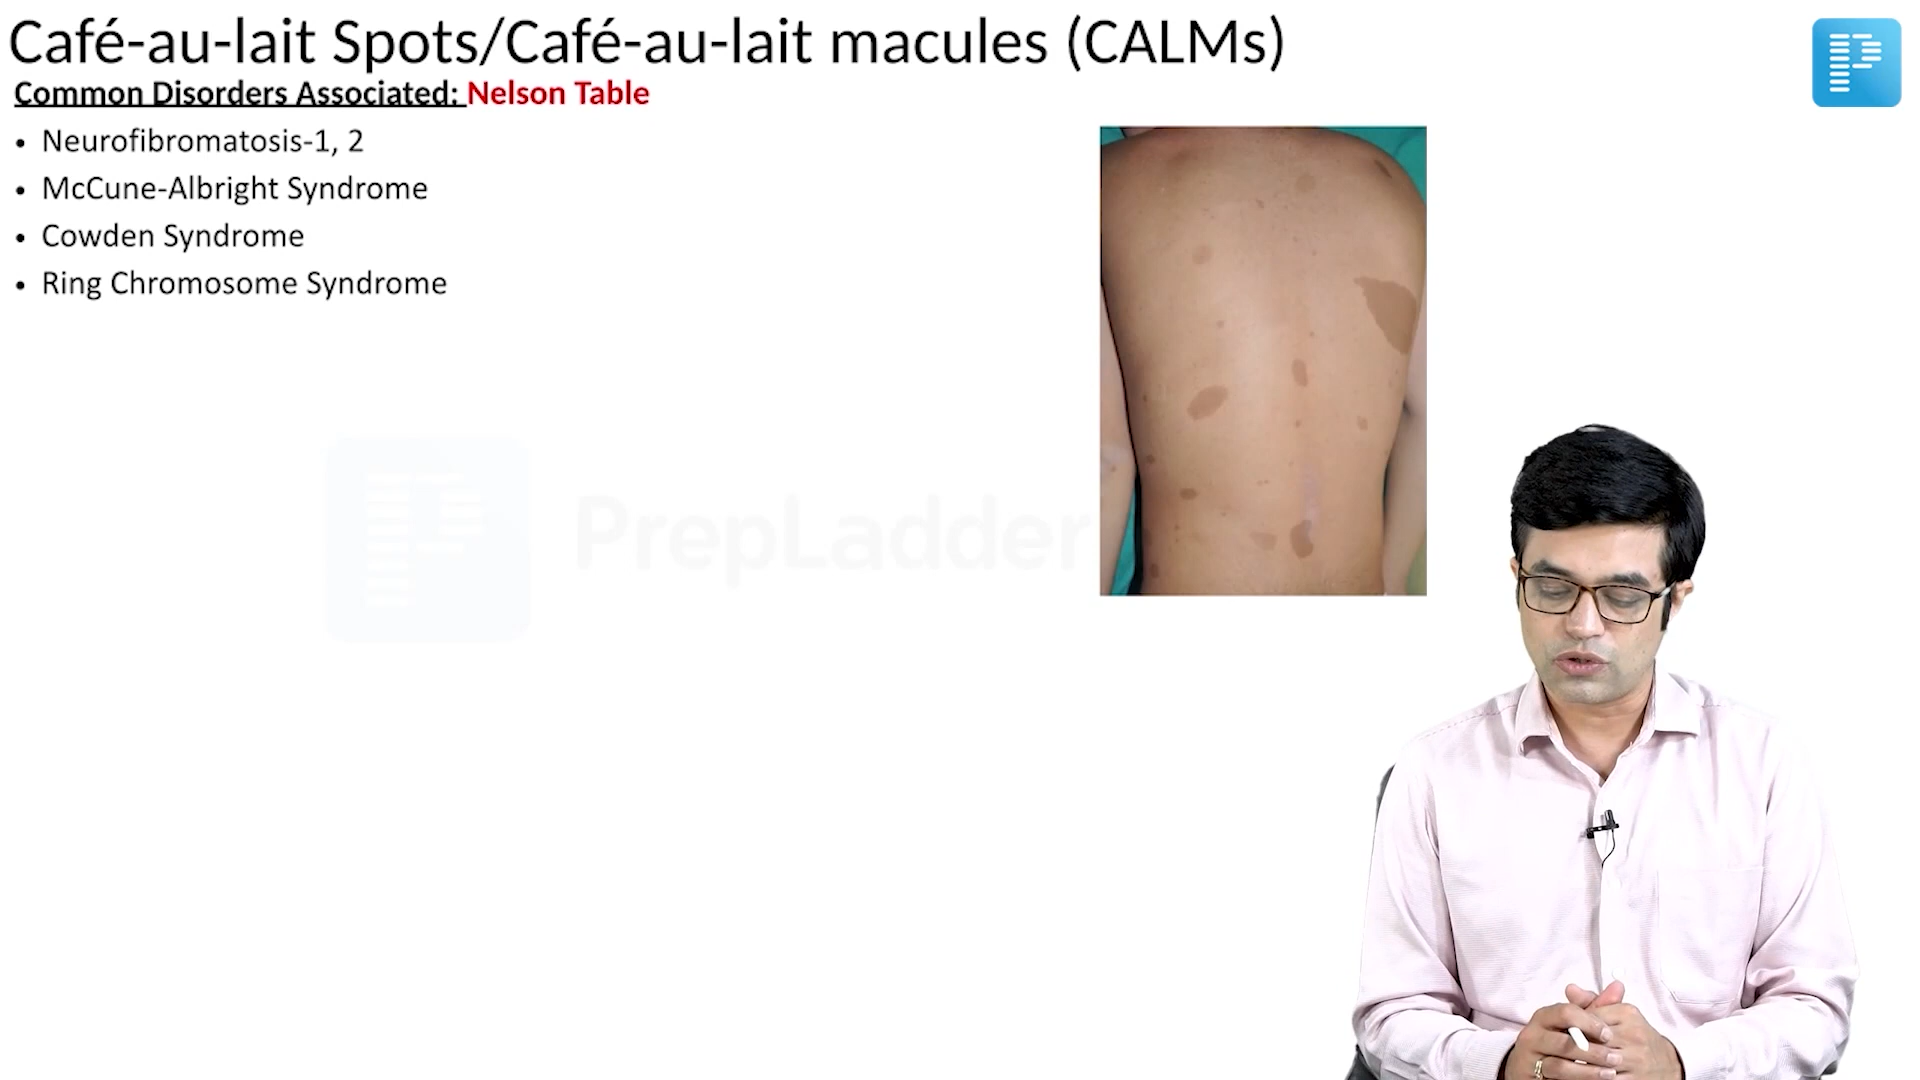 Café-au-lait Spots/Café-au-lait macules (CALMs)
Common Disorders Associated: Nelson Table
• Neurofibromatosis-1, 2
• McCune-Albright Syndrome
• Cowden Syndrome
• Ring Chromosome Syndrome
PrepLadder